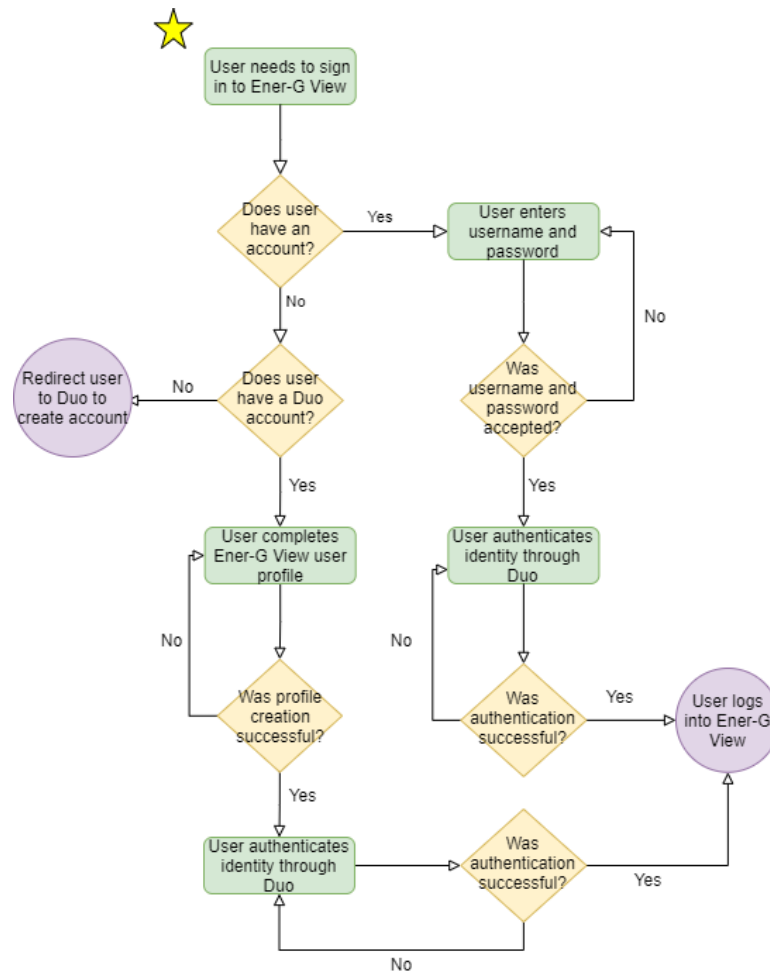 User needs to sign
in to Ener-G View
Does user
have an
account?
Yes
User enters
username and
password
No
No
Does user
have a Duo
account?
No
Redirect user
to Duo to
create account
Was
username and
password
accepted?
Yes
Yes
User completes
Ener-G View user
profile
User authenticates
identity through
Duo
No
No
Was profile
creation
successful?
Was
authentication
successful?
Yes
User logs
into Ener-G
View
Yes
User authenticates
identity through
Duo
Was
authentication
successful?
Yes
No